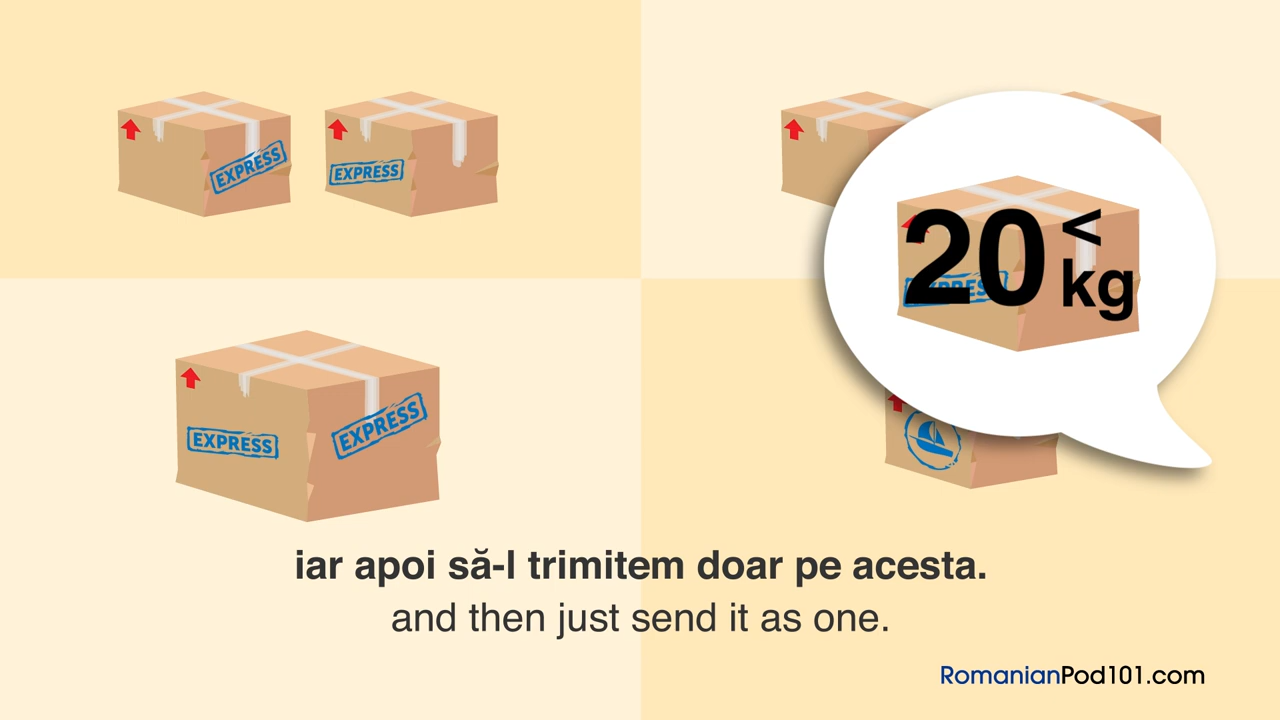 EXPRESS
EXPRESS
20 <
kg
EXPRESS
EXPRESS
EXPRESS
iar apoi să-l trimitem doar pe acesta.
and then just send it as one.
RomanianPod101.com